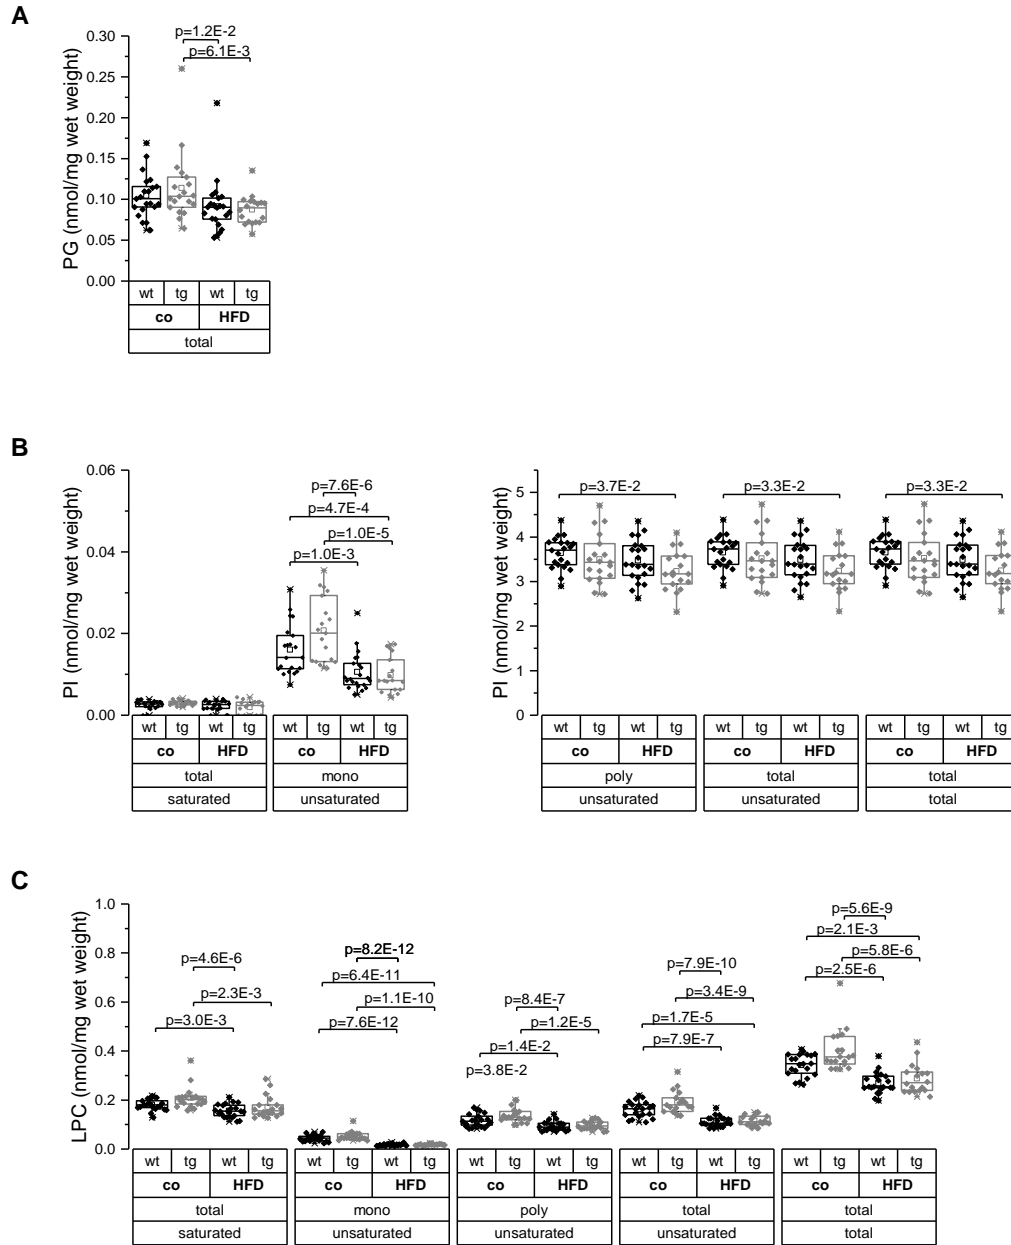 A
p=1.2E-2
p=6.1E-3
0.30
0.25
0.20
0.15
0.10
0.05
0.00
PG (nmol/mg wet weight)
wt tg wt tg
co HFD
total
B
0.06
0.04
0.02
0.00
PI (nmol/mg wet weight)
p=7.6E-6
p=4.7E-4
p=1.0E-5
p=1.0E-3
wt tg wt tg wt tg wt tg
co HFD co HFD
total mono
saturated unsaturated
5
4
3
2
1
0
PI (nmol/mg wet weight)
p=3.7E-2 p=3.3E-2 p=3.3E-2
wt tg wt tg wt tg wt tg wt tg wt tg
co HFD co HFD co HFD
poly total total
unsaturated unsaturated total
C
1.0
0.8
0.6
0.4
0.2
0.0
LPC (nmol/mg wet weight)
p=4.6E-6
p=2.3E-3
p=3.0E-3
p=8.2E-12
p=6.4E-11
p=1.1E-10
p=7.6E-12
p=8.4E-7
p=1.2E-5
p=1.4E-2
p=3.8E-2
p=7.9E-10
p=3.4E-9
p=1.7E-5
p=7.9E-7
p=5.6E-9
p=2.1E-3
p=5.8E-6
p=2.5E-6
wt tg wt tg wt tg wt tg wt tg wt tg wt tg wt tg wt tg wt tg
co HFD co HFD co HFD co HFD co HFD
total mono poly total total
saturated unsaturated unsaturated unsaturated total